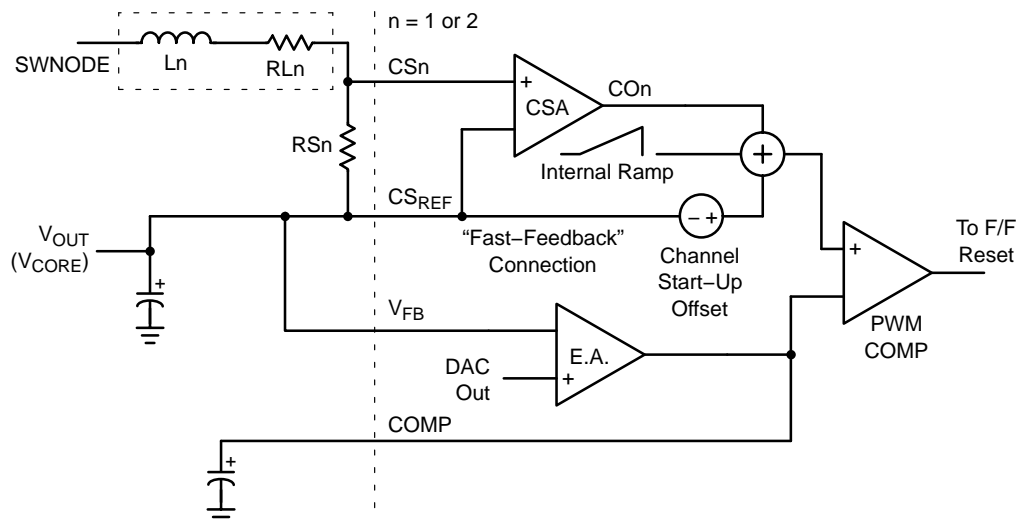 n = 1 or 2
SWNODE
Ln
RLn
CSn
COn
+
CSA
RSn
Internal Ramp
+
CSREF
− +
VOUT
(VCORE)
"Fast−Feedback"
Connection
Channel
Start−Up
Offset
+
To F/F
Reset
+
VFB
PWM
COMP
E.A.
DAC
Out
+
COMP
+